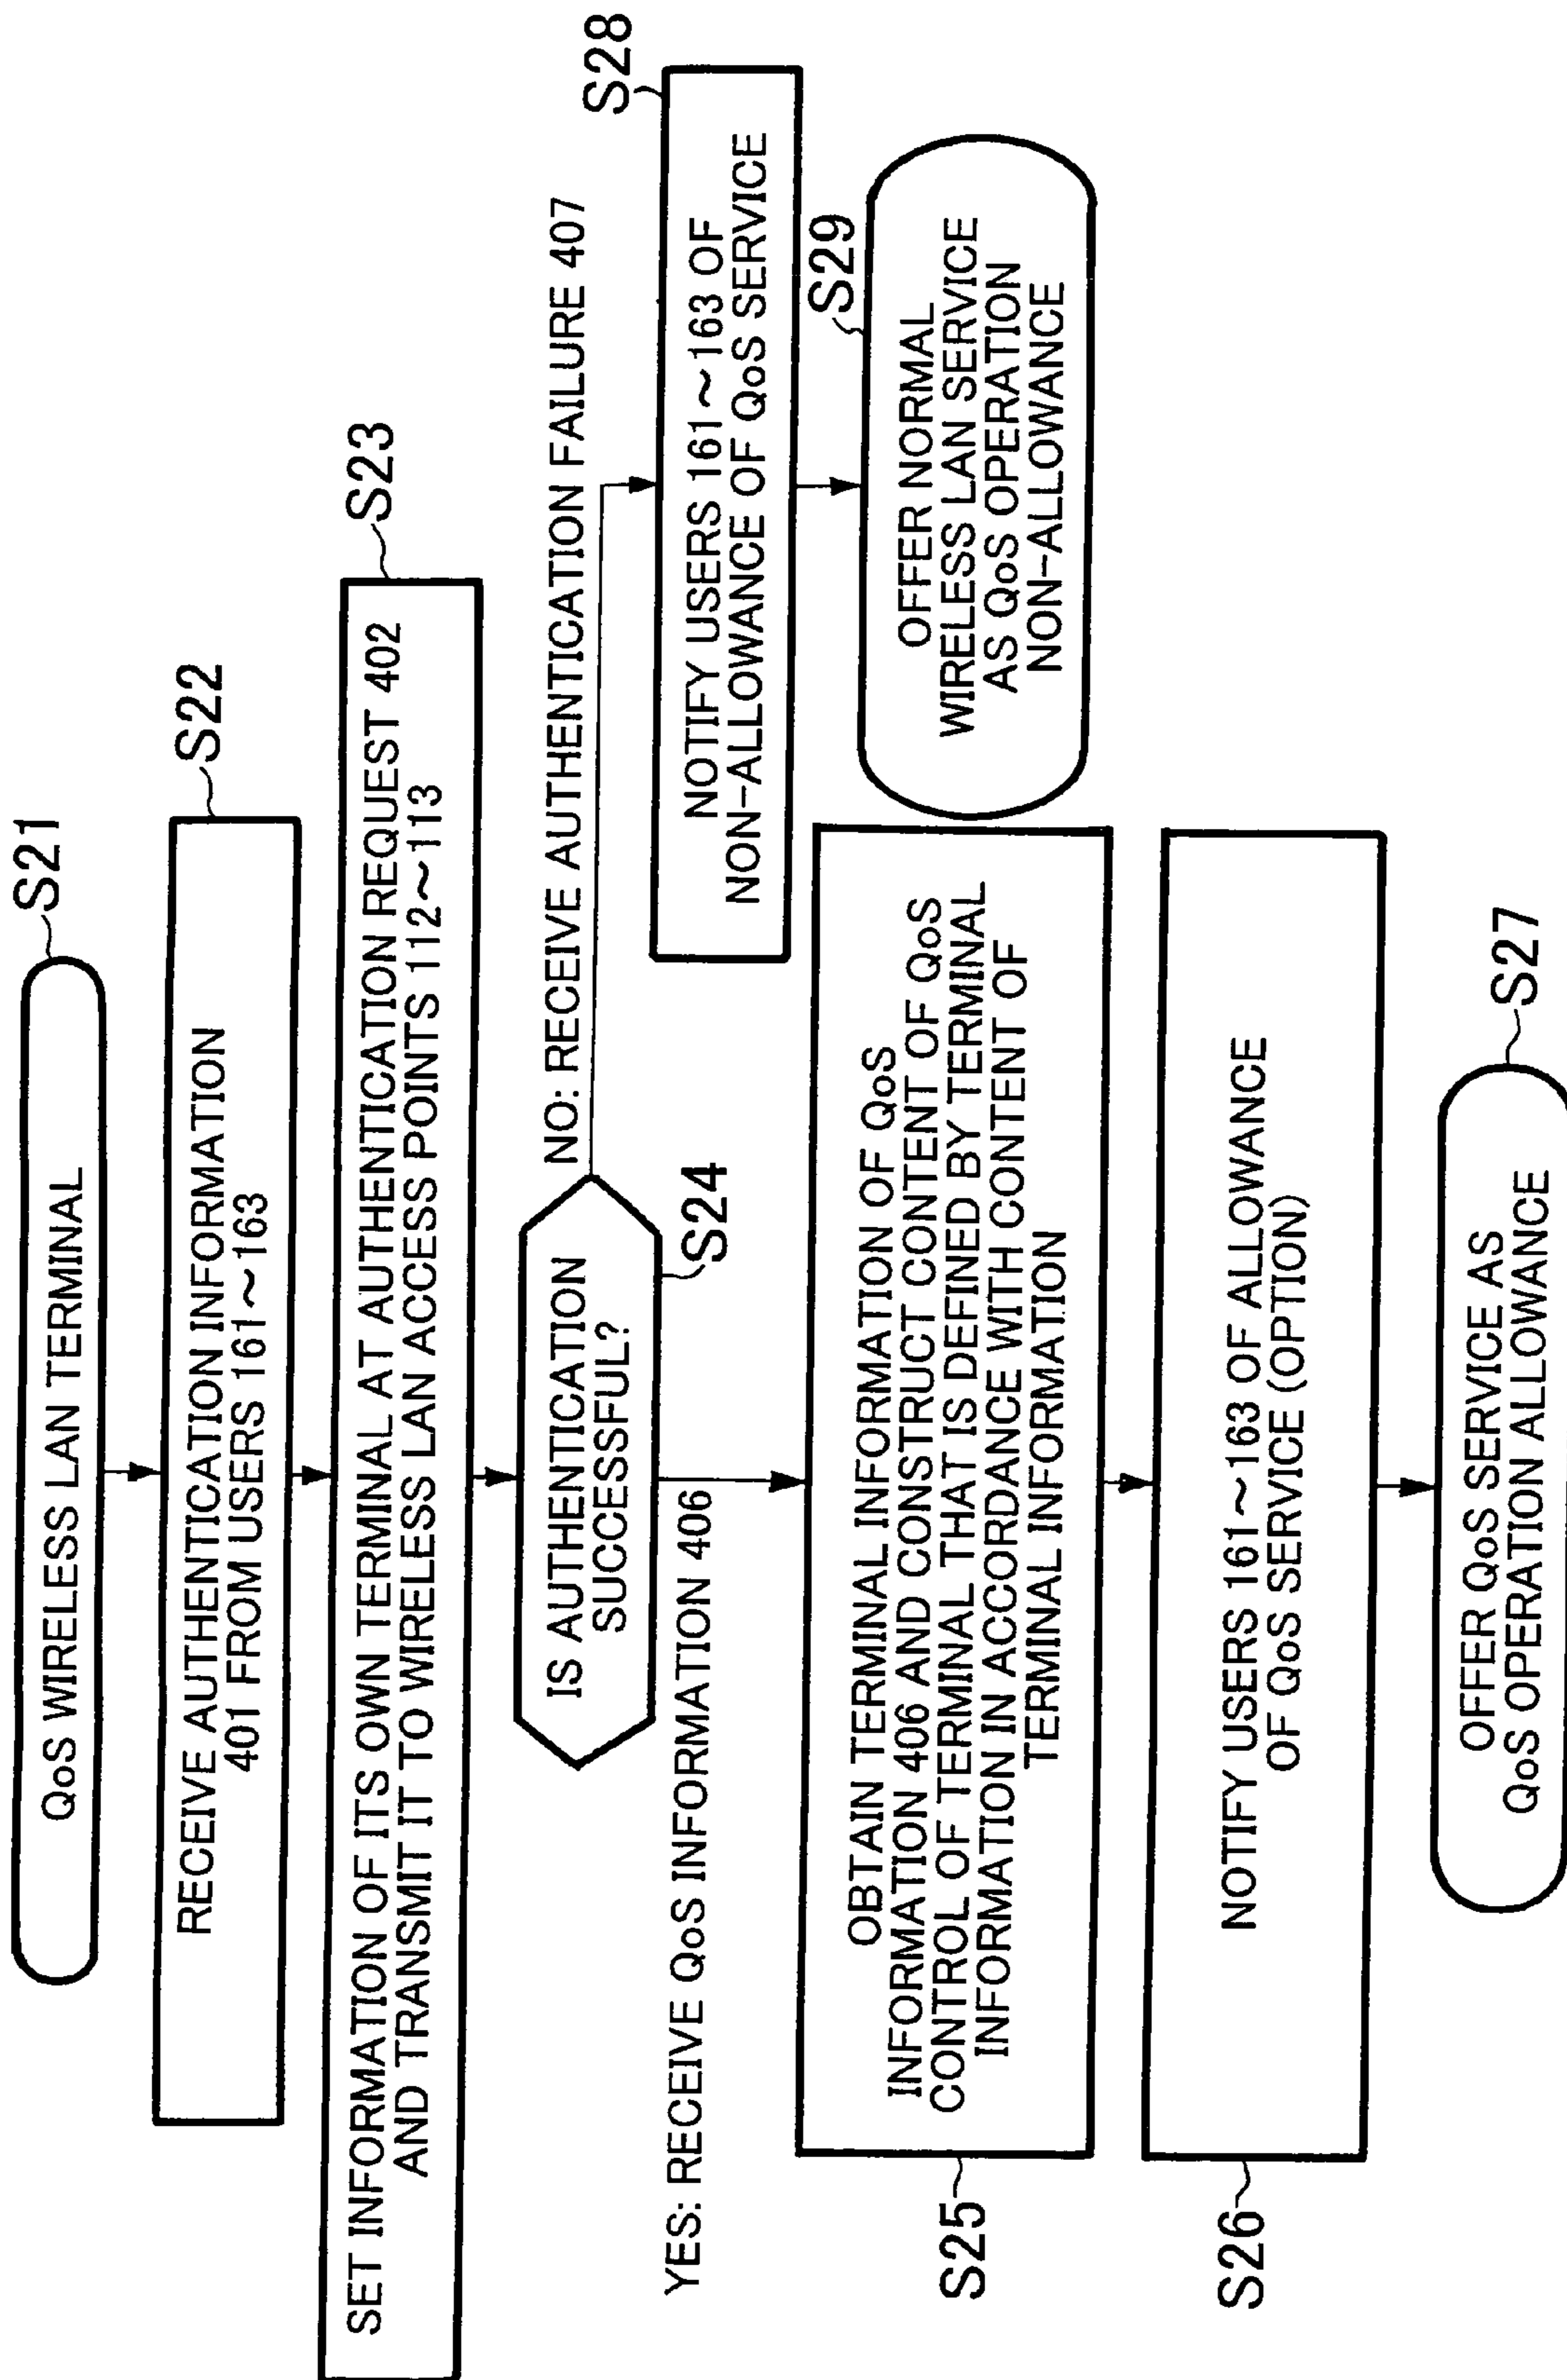 S21
QoS WIRELESS LAN TERMINAL
S22
RECEIVE AUTHENTICATION INFORMATION
401 FROM USERS 161~163
S23
SET INFORMATION OF ITS OWN TERMINAL AT AUTHENTICATION REQUEST 402
AND TRANSMIT IT TO WIRELESS LAN ACCESS POINTS 112~113
IS AUTHENTICATION
SUCCESSFUL?
S24
NO: RECEIVE AUTHENTICATION FAILURE 407
S28
NOTIFY USERS 161~163 OF
NON-ALLOWANCE OF QoS SERVICE
S29
OFFER NORMAL
WIRELESS LAN SERVICE
AS QoS OPERATION
NON-ALLOWANCE
YES: RECEIVE QoS INFORMATION 406
S25
OBTAIN TERMINAL INFORMATION OF QoS
INFORMATION 406 AND CONSTRUCT CONTENT OF QoS
CONTROL OF TERMINAL THAT IS DEFINED BY TERMINAL
INFORMATION IN ACCORDANCE WITH CONTENT OF
TERMINAL INFORMATION
S26
NOTIFY USERS 161~163 OF ALLOWANCE
OF QoS SERVICE (OPTION)
S27
OFFER QoS SERVICE AS
QoS OPERATION ALLOWANCE